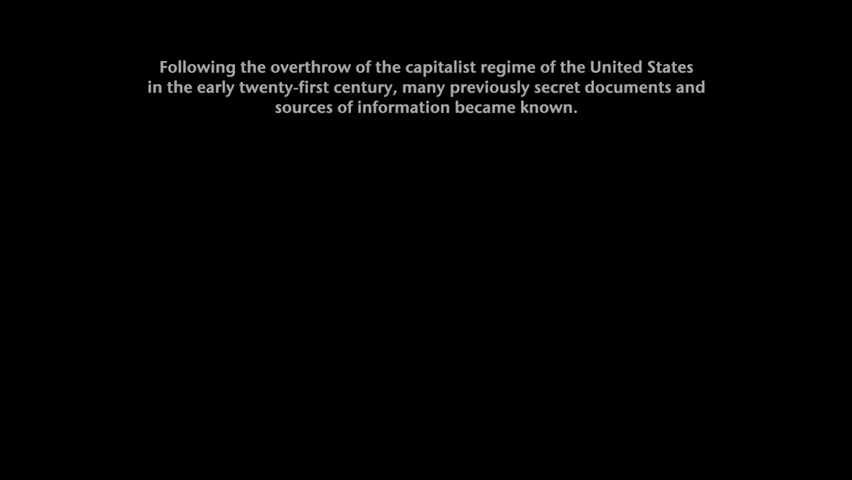 Following the overthrow of the capitalist regime of the United States
in the early twenty-first century, many previously secret documents and
sources of information became known.